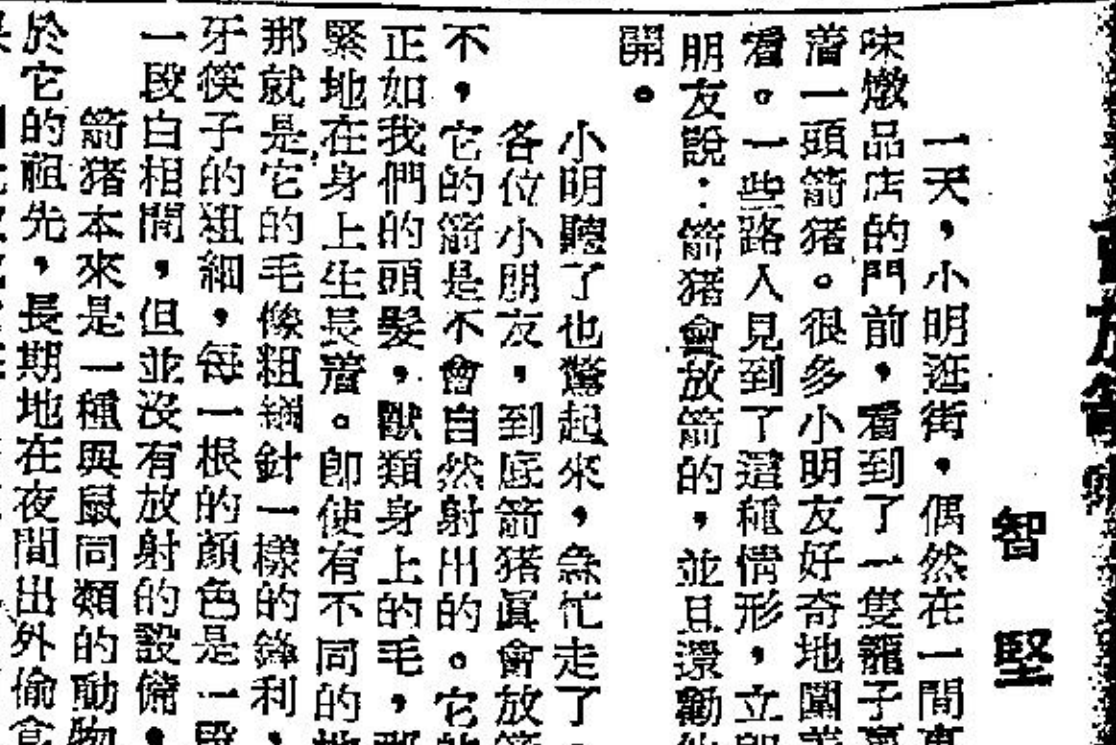 智堅
一天，小明逛街，偶然在一間
味燉品店的門前，看到了一隻籠子
着一頭箭猪。很多小明友好奇地圍
看。一些路人見到了這種情形，立
朋友說：箭猪會放箭的，並且還勸
開。
小明聽了也驚起來，急忙走了
各位小朋友，到底箭猪眞會放
不，它的箭是不會自然射出的。它
正如我們的頭髮，獸類身上的毛，
緊地在身上生長着。卽使有不同的
那就是它的毛像粗鋼針一樣的鋒利，
牙筷子的粗細，每一根的顏色是一
一段白相間，但並沒有放射的設備，
箭猪本來是一種與鼠同類的動物
於它的祖先，長期地在夜間出外偷